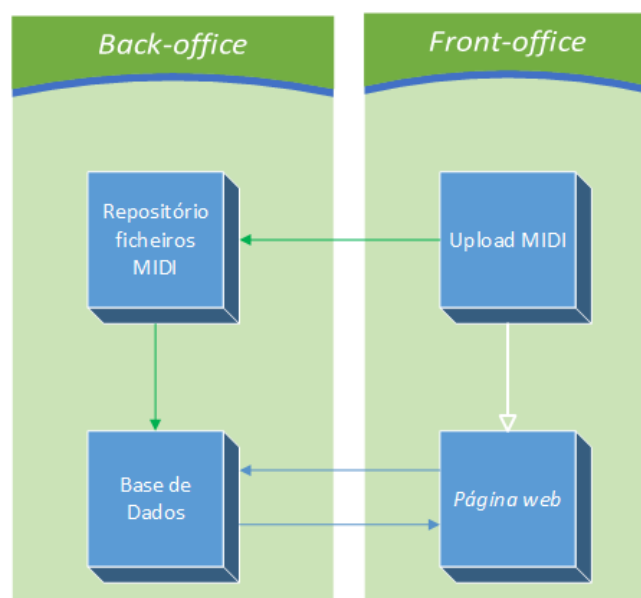 Back-office
Front-office
Repositório
ficheiros
MIDI
Upload MIDI
Base de
Dados
Página web